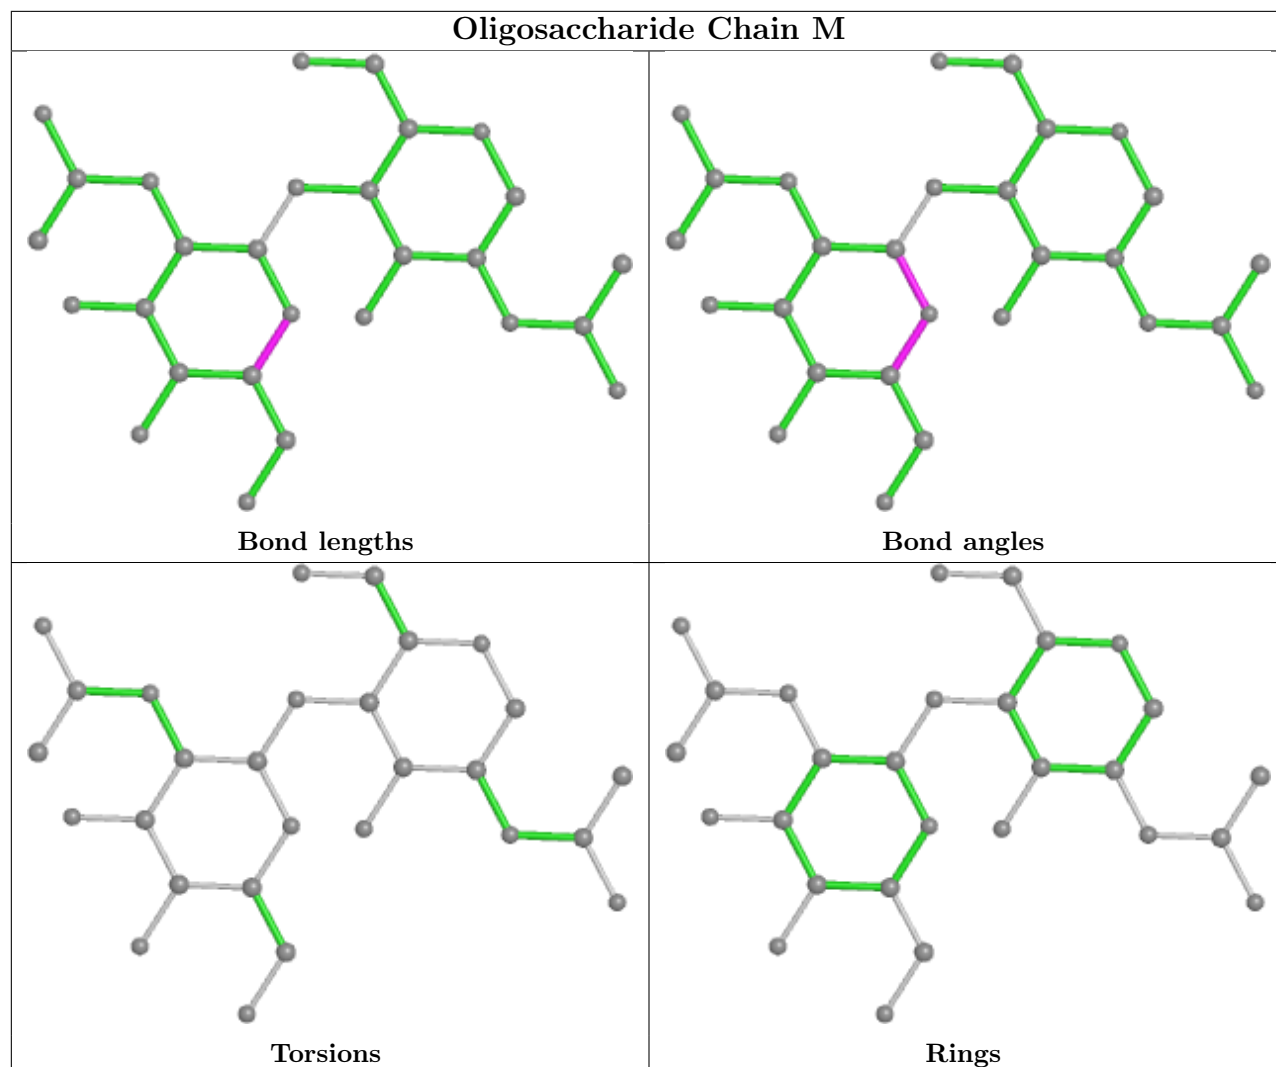 Oligosaccharide Chain M
Bond lengths
Bond angles
Torsions
Rings